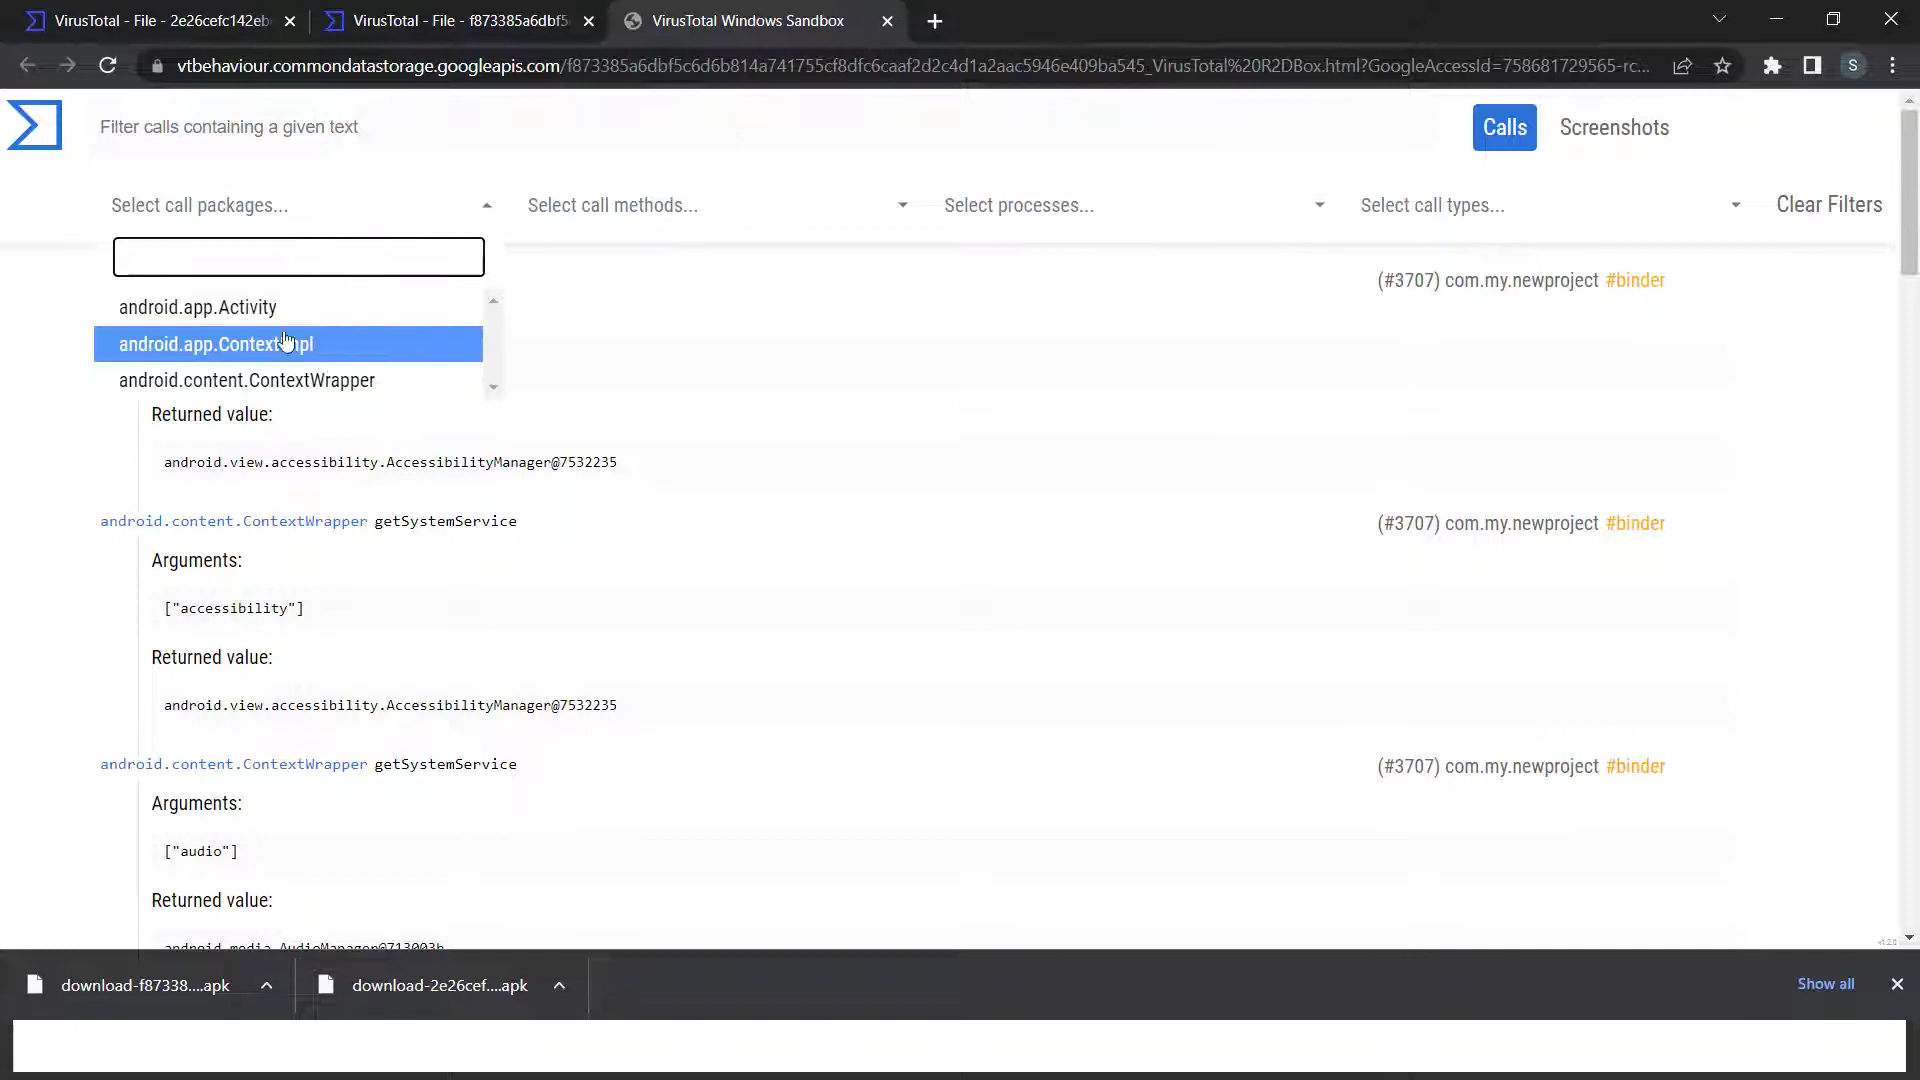 VirusTotal - File - 2e26cefc142eb
VirusTotal - File - f873385a6dbf5
VirusTotal Windows Sandbox
vtbehaviour.commondatastorage.googleapis.com/f873385a6dbf5c6d6b814a741755cf8dfc6caaf2d2c4d1a2aac5946e409ba545_VirusTotal%20R2DBox.html?GoogleAccessId=758681729565-rc...
S
Filter calls containing a given text
Calls
Screenshots
Select call packages...
Select call methods...
Select processes...
Select call types...
Clear Filters
(#3707) com.my.newproject #binder
android.app.Activity
android.content.ContextWrapper
Returned value:
android.view.accessibility.AccessibilityManager@7532235
android.content.ContextWrapper getSystemService
(#3707) com.my.newproject #binder
Arguments:
["accessibility"]
Returned value:
android.view.accessibility.AccessibilityManager@7532235
android.content.ContextWrapper getSystemService
(#3707) com.my.newproject #binder
Arguments:
["audio"]
Returned value:
android.media.AudioManager@713003b
download-f87338....apk
download-2e26cef....apk
Show all